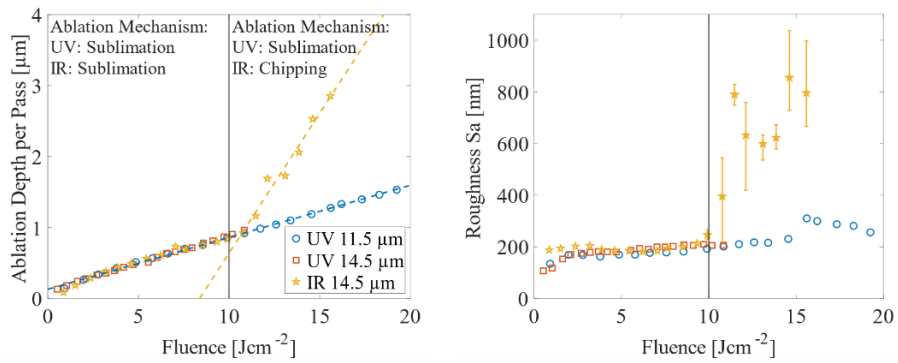 Ablation Depth per Pass [µm]
4
3
2
1
0
Ablation Mechanism:
UV: Sublimation
IR: Sublimation
Ablation Mechanism:
UV: Sublimation
IR: Chipping
UV 11.5 µm
UV 14.5 µm
IR 14.5 µm
0 5 10 15 20
Fluence [Jcm-2]
Roughness Sa [nm]
1000
800
600
400
200
0
0 5 10 15 20
Fluence [Jcm-2]